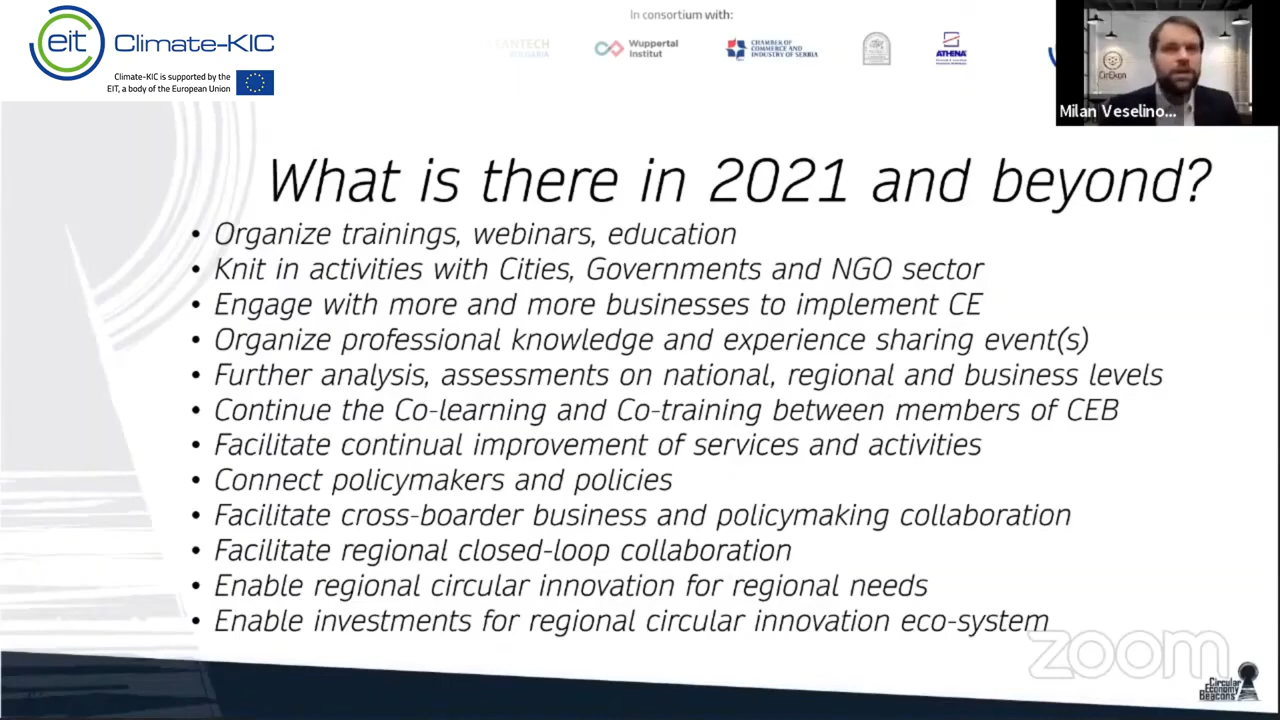 In consortium with:
eit Climate-KIC
Climate-KIC is supported by the
EIT, a body of the European Union
Wuppertal
Institut
CHAMBER OF
COMMERCE AND
INDUSTRY OF SERBIA
ATHENA
CirEkon
Milan Veselino...
What is there in 2021 and beyond?
• Organize trainings, webinars, education
• Knit in activities with Cities, Governments and NGO sector
• Engage with more and more businesses to implement CE
• Organize professional knowledge and experience sharing event(s)
• Further analysis, assessments on national, regional and business levels
• Continue the Co-learning and Co-training between members of CEB
• Facilitate continual improvement of services and activities
• Connect policymakers and policies
• Facilitate cross-boarder business and policymaking collaboration
• Facilitate regional closed-loop collaboration
• Enable regional circular innovation for regional needs
• Enable investments for regional circular innovation eco-system
zoom
Circular
Economy
Beacons